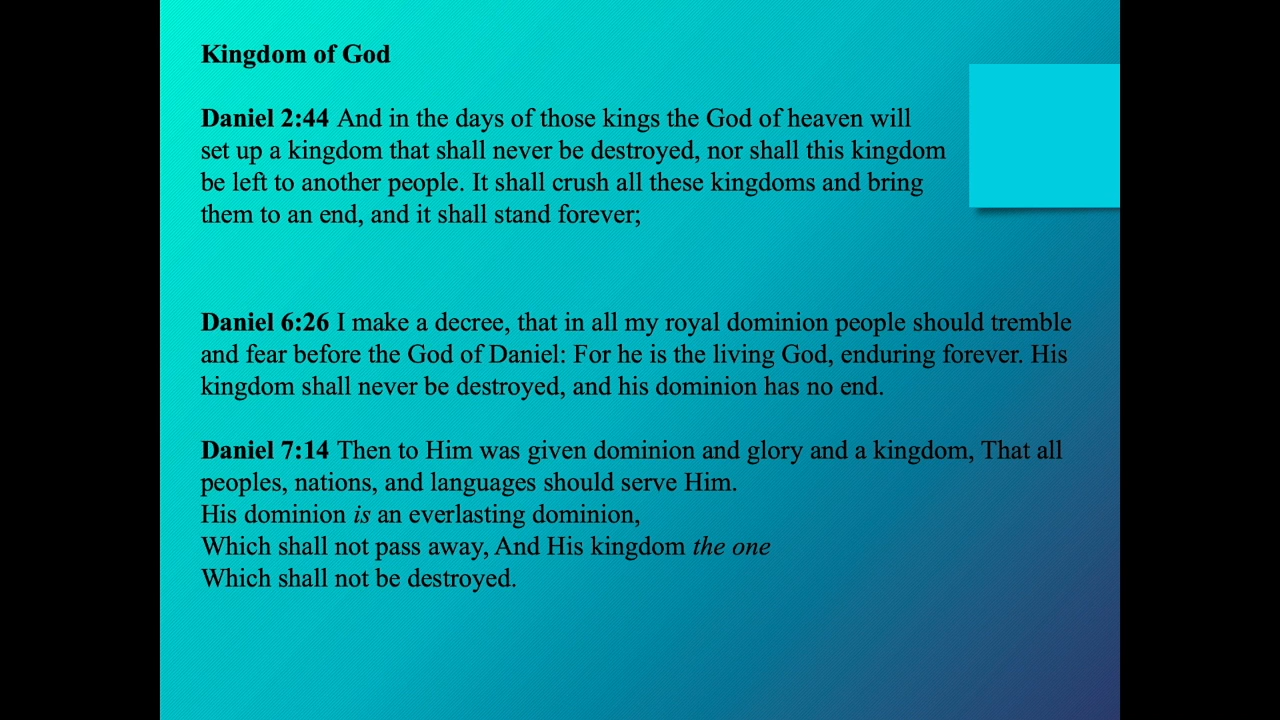 Kingdom of God
Daniel 2:44 And in the days of those kings the God of heaven will
set up a kingdom that shall never be destroyed, nor shall this kingdom
be left to another people. It shall crush all these kingdoms and bring
them to an end, and it shall stand forever;
Daniel 6:26 I make a decree, that in all my royal dominion people should tremble
and fear before the God of Daniel: For he is the living God, enduring forever. His
kingdom shall never be destroyed, and his dominion has no end.
Daniel 7:14 Then to Him was given dominion and glory and a kingdom, That all
peoples, nations, and languages should serve Him.
His dominion is an everlasting dominion,
Which shall not pass away, And His kingdom the one
Which shall not be destroyed.